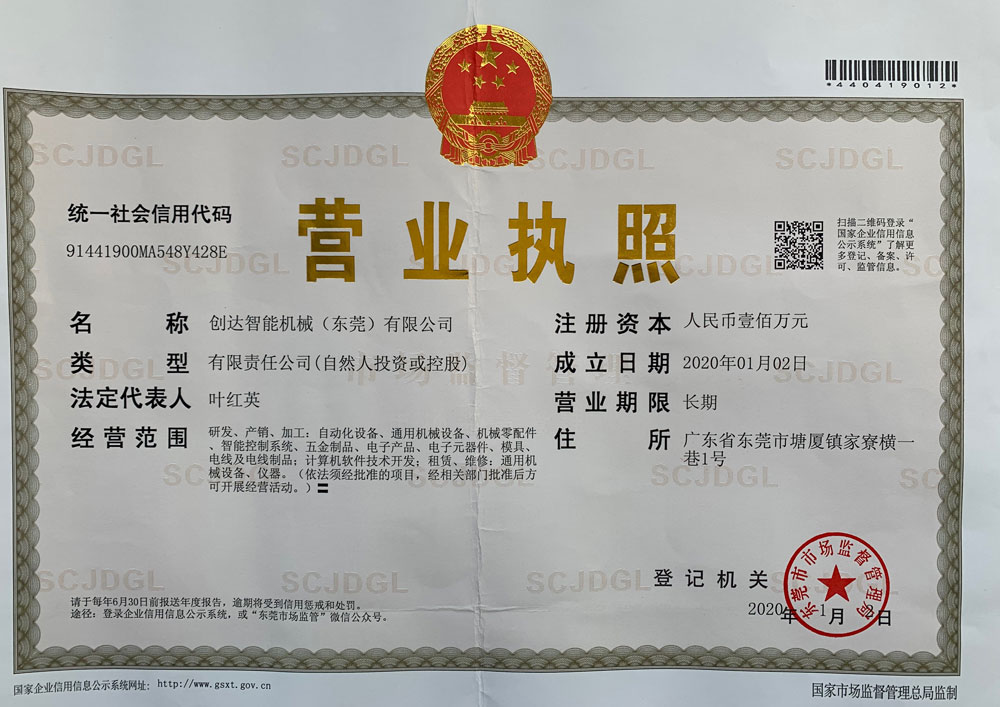 *440419012*
统一社会信用代码
91441900MA548Y428E
营业执照
扫描二维码登录“
国家企业信用信息
公示系统”了解更
多登记、备案、许
可、监管信息。
名称 创达智能机械（东莞）有限公司
类型 有限责任公司(自然人投资或控股)
法定代表人 叶红英
经营范围 研发、产销、加工：自动化设备、通用机械设备、机械零配件
、智能控制系统、五金制品、电子产品、电子元器件、模具、
电线及电线制品；计算机软件技术开发；租赁、维修：通用机
械设备、仪器。（依法须经批准的项目，经相关部门批准后方
可开展经营活动。）
注册资本 人民币壹佰万元
成立日期 2020年01月02日
营业期限 长期
住所 广东省东莞市塘厦镇家寮横一
巷1号
登记机关
东莞市市场监督管理局
2020年1月2日
请于每年6月30日前报送年度报告，逾期将受到信用惩戒和处罚。
途径：登录企业信用信息公示系统，或“东莞市场监管”微信公众号。
国家企业信用信息公示系统网址：http://www.gsxt.gov.cn
国家市场监督管理总局监制
SCJDGL
市场监督管理